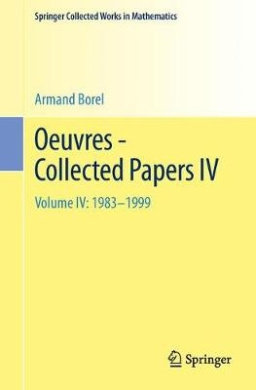 Springer Collected Works in Mathematics
Armand Borel
Oeuvres -
Collected Papers IV
Volume IV: 1983–1999
Springer